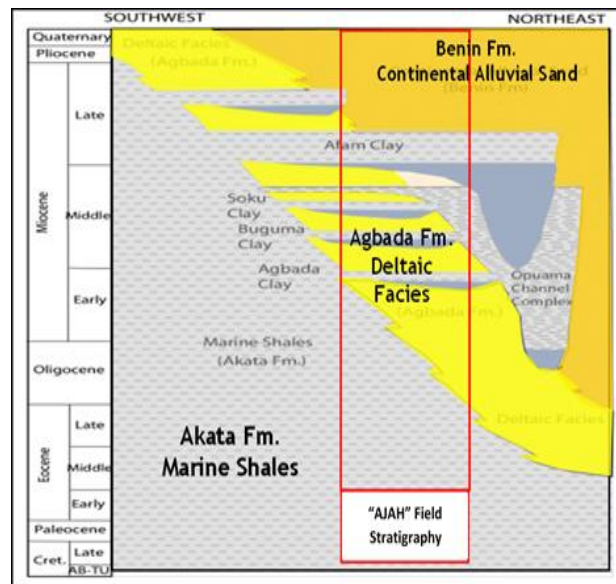 SOUTHWEST
NORTHEAST
Quaternary
Pliocene
Miocene
Late
Middle
Early
Oligocene
Eocene
Late
Middle
Early
Paleocene
Cret.
Late
AB-TU
Deltaic Facies
(Agbada Fm.)
Benin Fm.
Continental Alluvial Sand
(Benin Fm)
Afam Clay
Soku
Clay
Buguma
Clay
Agbada
Clay
Agbada Fm.
Deltaic
Facies
(Agbada Fm.)
Opuama
Channel
Complex
Marine Shales
(Akata Fm.)
Deltaic Facies
Akata Fm.
Marine Shales
“AJAH” Field
Stratigraphy